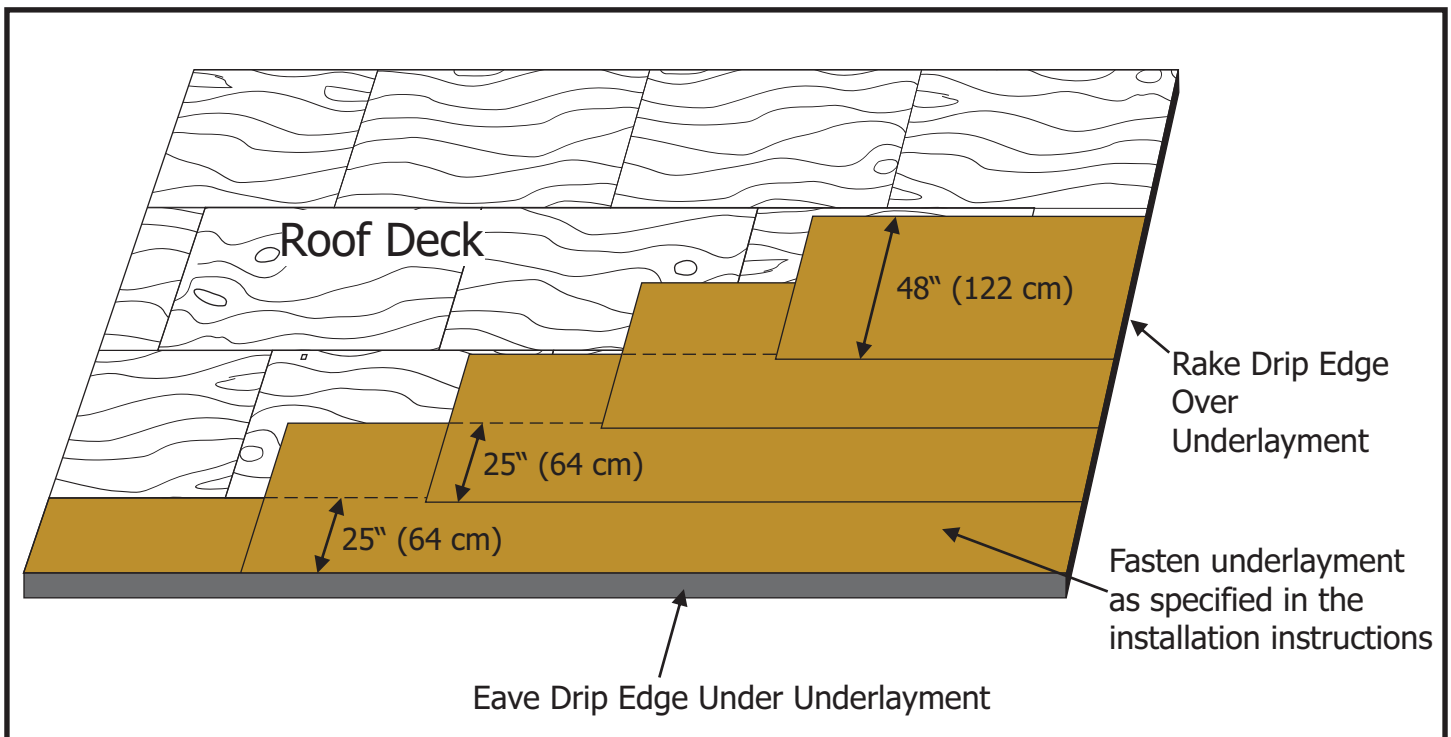 Roof Deck
48“ (122 cm)
Rake Drip Edge
Over
Underlayment
25“ (64 cm)
25“ (64 cm)
Fasten underlayment
as specified in the
installation instructions
Eave Drip Edge Under Underlayment